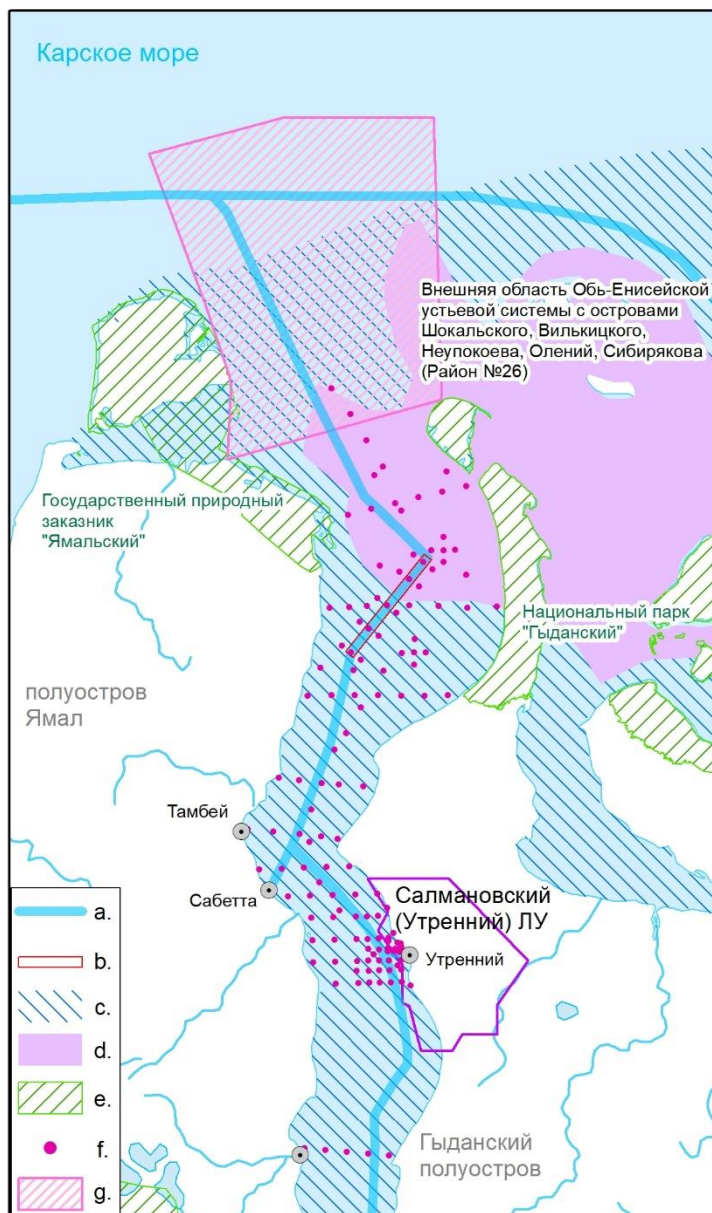 Карское море
Внешняя область Обь-Енисейской
устьевой системы с островами
Шокальского, Вилькицкого,
Неупокоева, Олений, Сибирякова
(Район №26)
Государственный природный
заказник
"Ямальский"
Национальный парк
"Гыданский"
полуостров
Ямал
Тамбей
Сабетта
Салмановский
(Утренний) ЛУ
Утренний
Гыданский
полуостров
a.
b.
c.
d.
e.
f.
g.